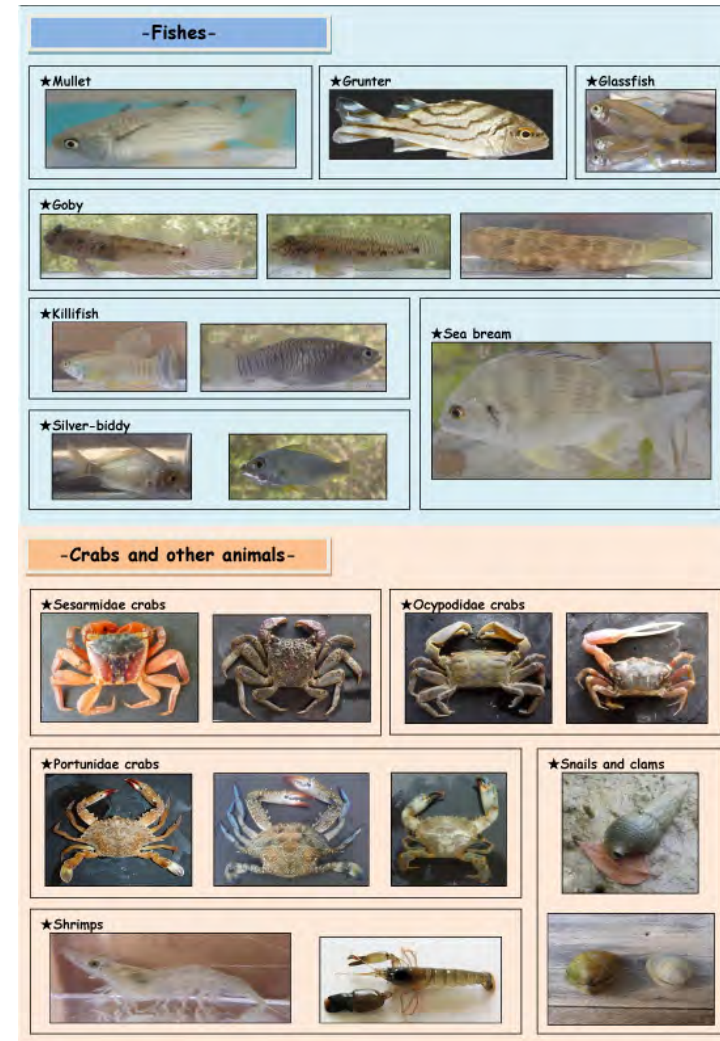 -Fishes-
★Mullet
★Grunter
★Glassfish
★Goby
★Killifish
★Sea bream
★Silver-biddy
-Crabs and other animals-
★Sesarmidae crabs
★Ocypodidae crabs
★Portunidae crabs
★Snails and clams
★Shrimps